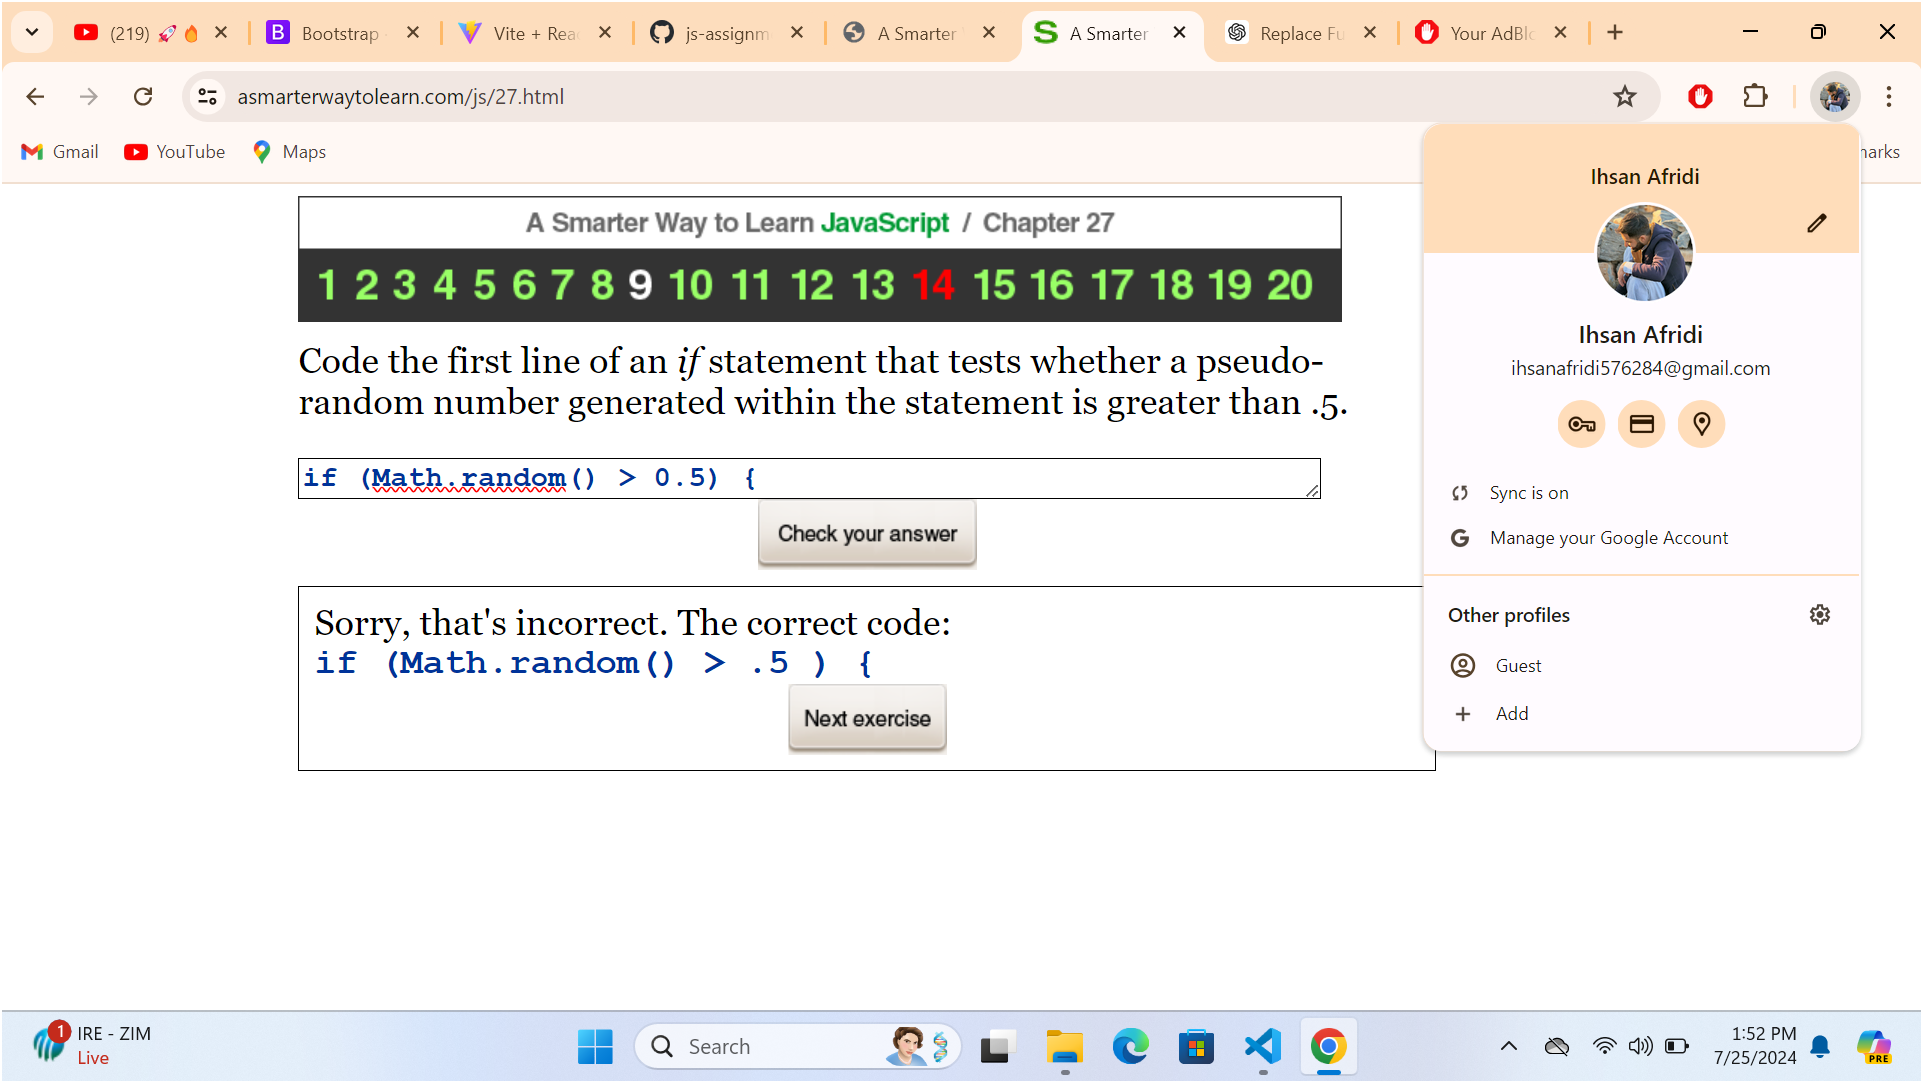 (219) 🚀 🔥
Bootstrap
Vite + Rea
js-assignm
A Smarter
A Smarter
Replace Fu
Your AdBlo
asmarterwaytolearn.com/js/27.html
Gmail
YouTube
Maps
marks
A Smarter Way to Learn JavaScript / Chapter 27
1 2 3 4 5 6 7 8 9 10 11 12 13 14 15 16 17 18 19 20
Code the first line of an if statement that tests whether a pseudo-
random number generated within the statement is greater than .5.
if (Math.random() > 0.5) {
Check your answer
Sorry, that's incorrect. The correct code:
if (Math.random() > .5 ) {
Next exercise
Ihsan Afridi
Ihsan Afridi
ihsanafridi576284@gmail.com
Sync is on
Manage your Google Account
Other profiles
Guest
Add
1
IRE - ZIM
Live
Search
1:52 PM
7/25/2024
PRE